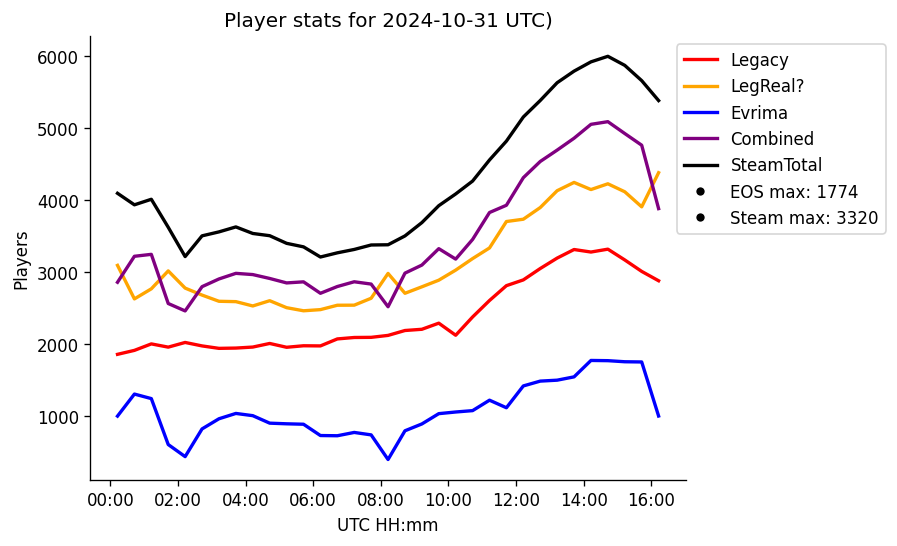 Player stats for 2024-10-31 UTC)
Legacy
LegReal?
Evrima
Combined
SteamTotal
EOS max: 1774
Steam max: 3320
Players
6000
5000
4000
3000
2000
1000
00:00 02:00 04:00 06:00 08:00 10:00 12:00 14:00 16:00
UTC HH:mm